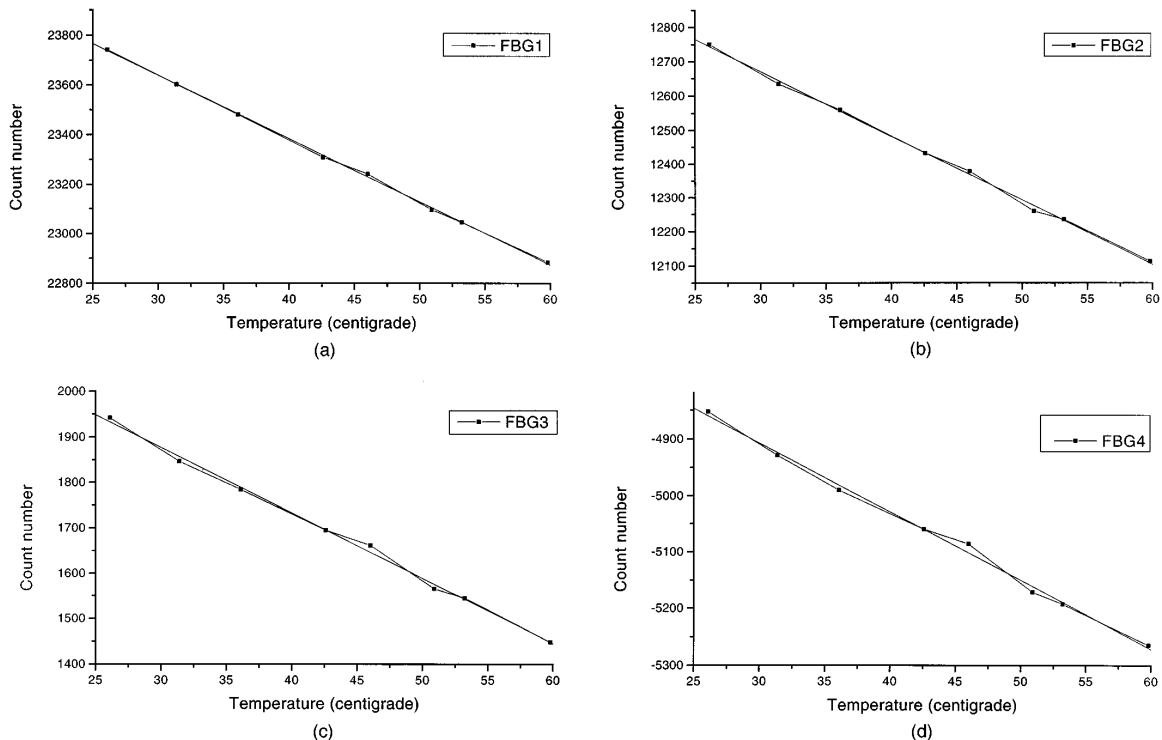 23800
23600
23400
23200
23000
22800
Count number
FBG1
25 30 35 40 45 50 55 60
Temperature (centigrade)
(a)
12800
12700
12600
12500
12400
12300
12200
12100
Count number
FBG2
25 30 35 40 45 50 55 60
Temperature (centigrade)
(b)
2000
1900
1800
1700
1600
1500
1400
Count number
FBG3
25 30 35 40 45 50 55 60
Temperature (centigrade)
(c)
-4900
-5000
-5100
-5200
-5300
Count number
FBG4
25 30 35 40 45 50 55 60
Temperature (centigrade)
(d)